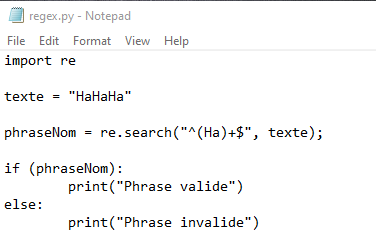 regex.py - Notepad
File Edit Format View Help
import re
texte = "HaHaHa"
phraseNom = re.search("^(Ha)+$", texte);
if (phraseNom):
print("Phrase valide")
else:
print("Phrase invalide")